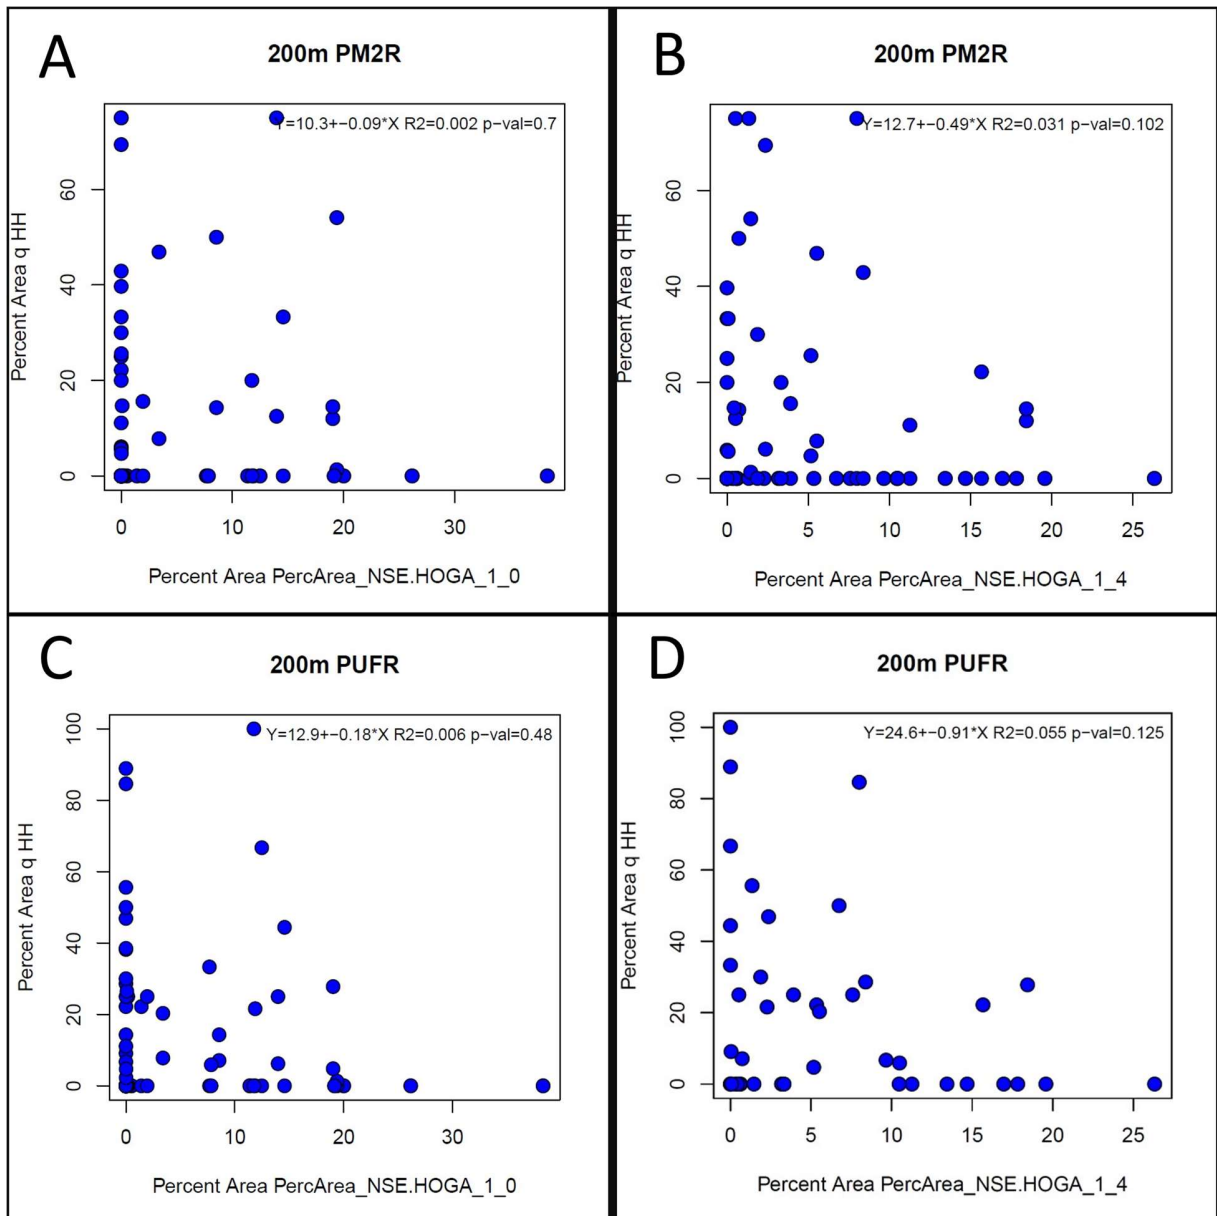 A
200m PM2R
Y=10.3+−0.09*X R2=0.002 p−val=0.7
Percent Area q HH
0
20
40
60
0 10 20 30
Percent Area PercArea_NSE.HOGA_1_0
B
200m PM2R
Y=12.7+−0.49*X R2=0.031 p−val=0.102
Percent Area q HH
0
20
40
60
0 5 10 15 20 25
Percent Area PercArea_NSE.HOGA_1_4
C
200m PUFR
Y=12.9+−0.18*X R2=0.006 p−val=0.48
Percent Area q HH
0
20
40
60
80
100
0 10 20 30
Percent Area PercArea_NSE.HOGA_1_0
D
200m PUFR
Y=24.6+−0.91*X R2=0.055 p−val=0.125
Percent Area q HH
0
20
40
60
80
100
0 5 10 15 20 25
Percent Area PercArea_NSE.HOGA_1_4